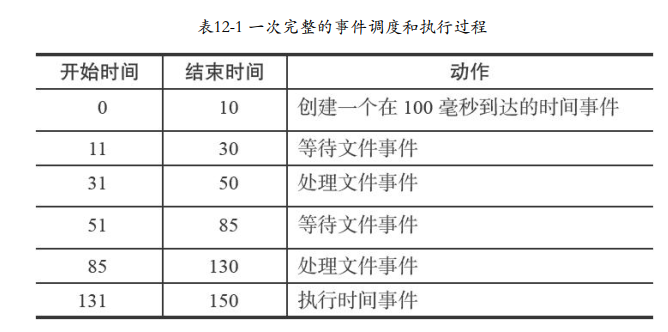 表12-1 一次完整的事件调度和执行过程
开始时间 结束时间 动作
0 10 创建一个在 100 毫秒到达的时间事件
11 30 等待文件事件
31 50 处理文件事件
51 85 等待文件事件
85 130 处理文件事件
131 150 执行时间事件